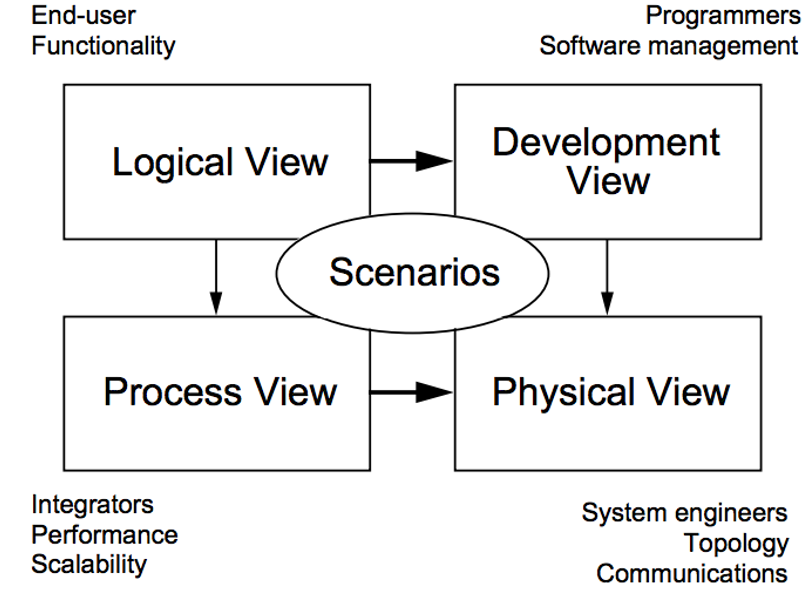 End-user
Functionality
Programmers
Software management
Logical View
Development
View
Scenarios
Process View
Physical View
Integrators
Performance
Scalability
System engineers
Topology
Communications